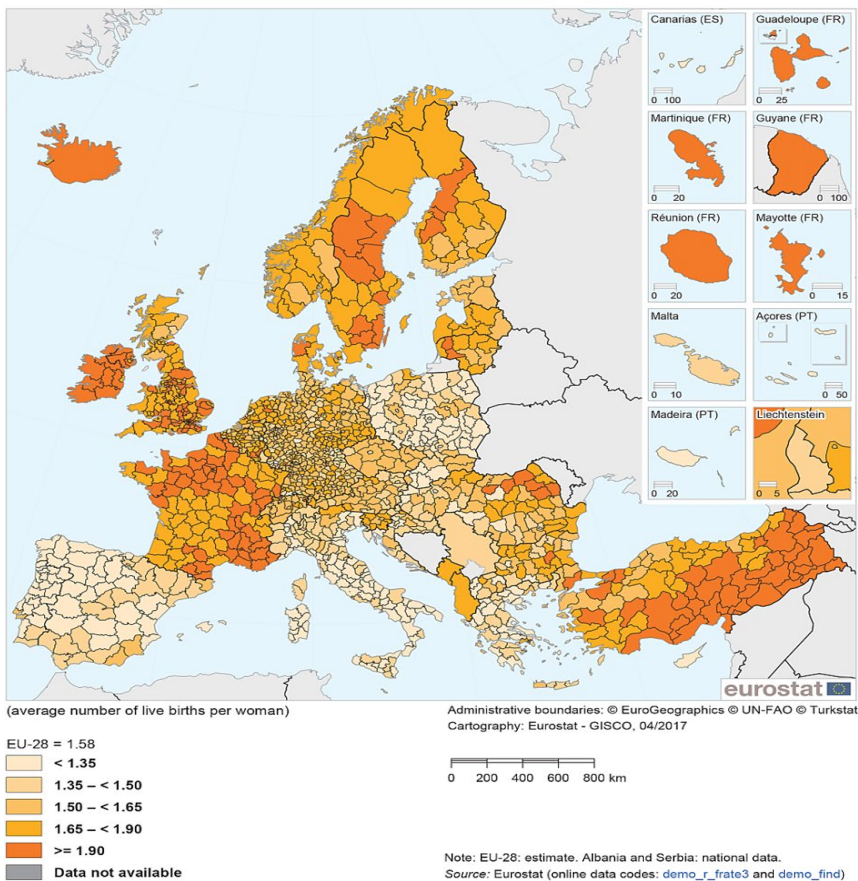 Canarias (ES)
0 100
Guadeloupe (FR)
0 25
Martinique (FR)
0 20
Guyane (FR)
0 100
Réunion (FR)
0 20
Mayotte (FR)
0 15
Malta
0 10
Açores (PT)
0 50
Madeira (PT)
0 20
Liechtenstein
0 5
eurostat
(average number of live births per woman)
EU-28 = 1.58
< 1.35
1.35 – < 1.50
1.50 – < 1.65
1.65 – < 1.90
>= 1.90
Data not available
Administrative boundaries: © EuroGeographics © UN-FAO © Turkstat
Cartography: Eurostat - GISCO, 04/2017
0 200 400 600 800 km
Note: EU-28: estimate. Albania and Serbia: national data.
Source: Eurostat (online data codes: demo_r_frate3 and demo_find)